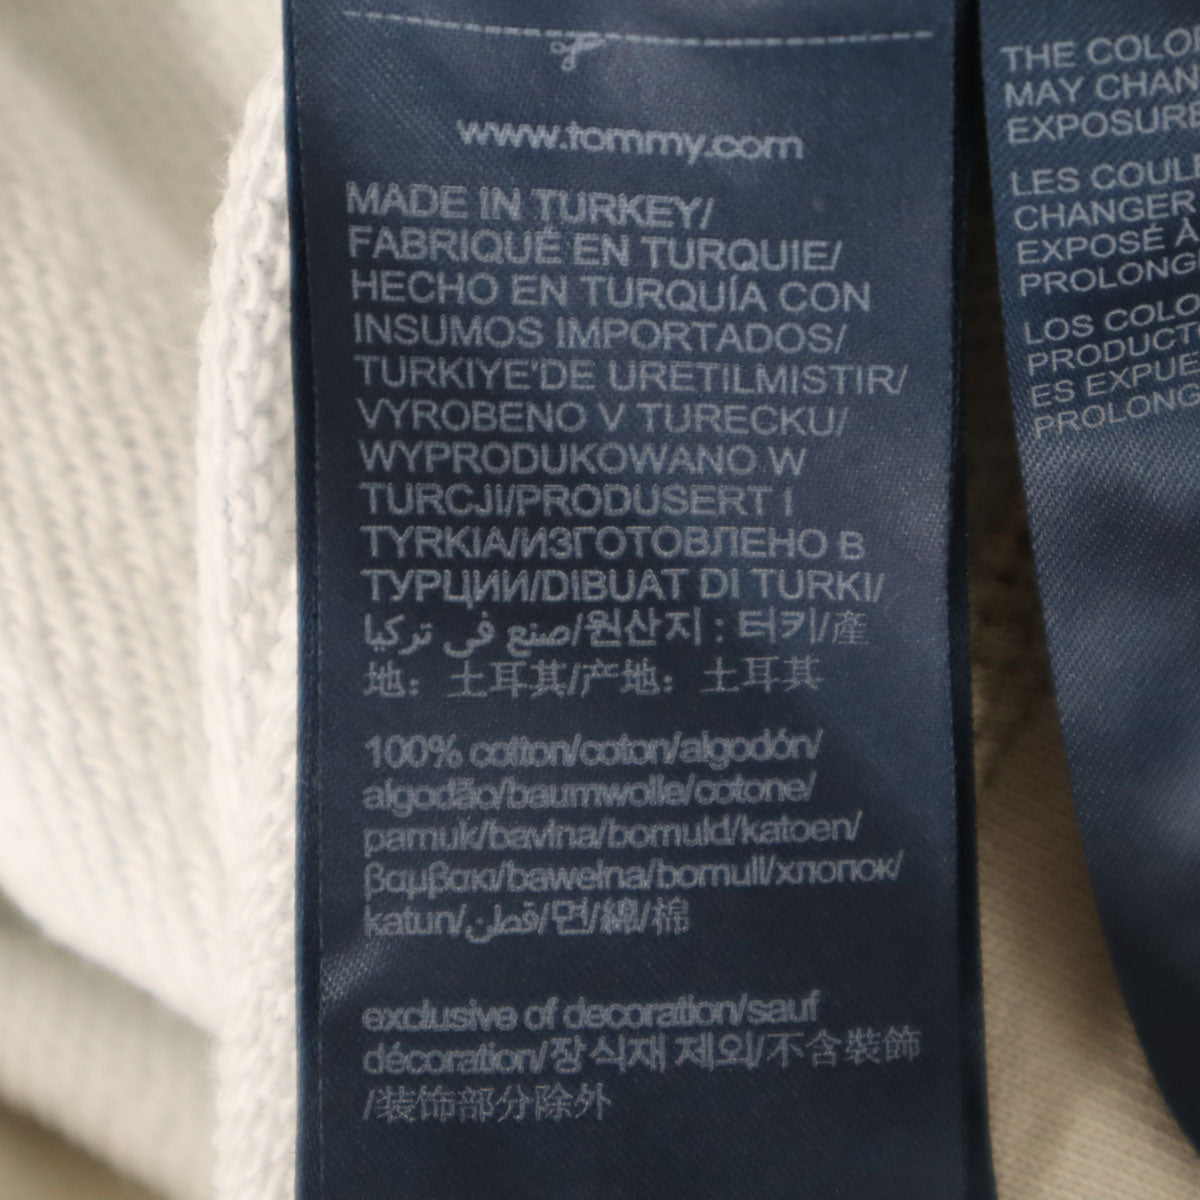 www.tommy.com
MADE IN TURKEY/
FABRIQUÉ EN TURQUIE/
HECHO EN TURQUÍA CON
INSUMOS IMPORTADOS/
TURKIYE'DE URETILMISTIR/
VYROBENO V TURECKU/
WYPRODUKOWANO W
TURCJI/PRODUSERT I
TYRKIA/ИЗГОТОВЛЕНО В
ТУРЦИИ/DIBUAT DI TURKI/
صنع في تركيا/원산지 : 터키/產
地：土耳其/产地：土耳其
100% cotton/coton/algodón/
algodão/baumwolle/cotone/
pamuk/bavlna/bomuld/katoen/
βαμβακι/bawełna/bomull/хлопок/
katun/قطن/면/綿/棉
exclusive of decoration/sauf
décoration/장식재 제외/不含裝飾
/装饰部分除外
THE COLO
MAY CHAN
EXPOSURE
LES COUL
CHANGER
EXPOSÉ À
PROLONG
LOS COLO
PRODUCT
ES EXPUE
PROLONG